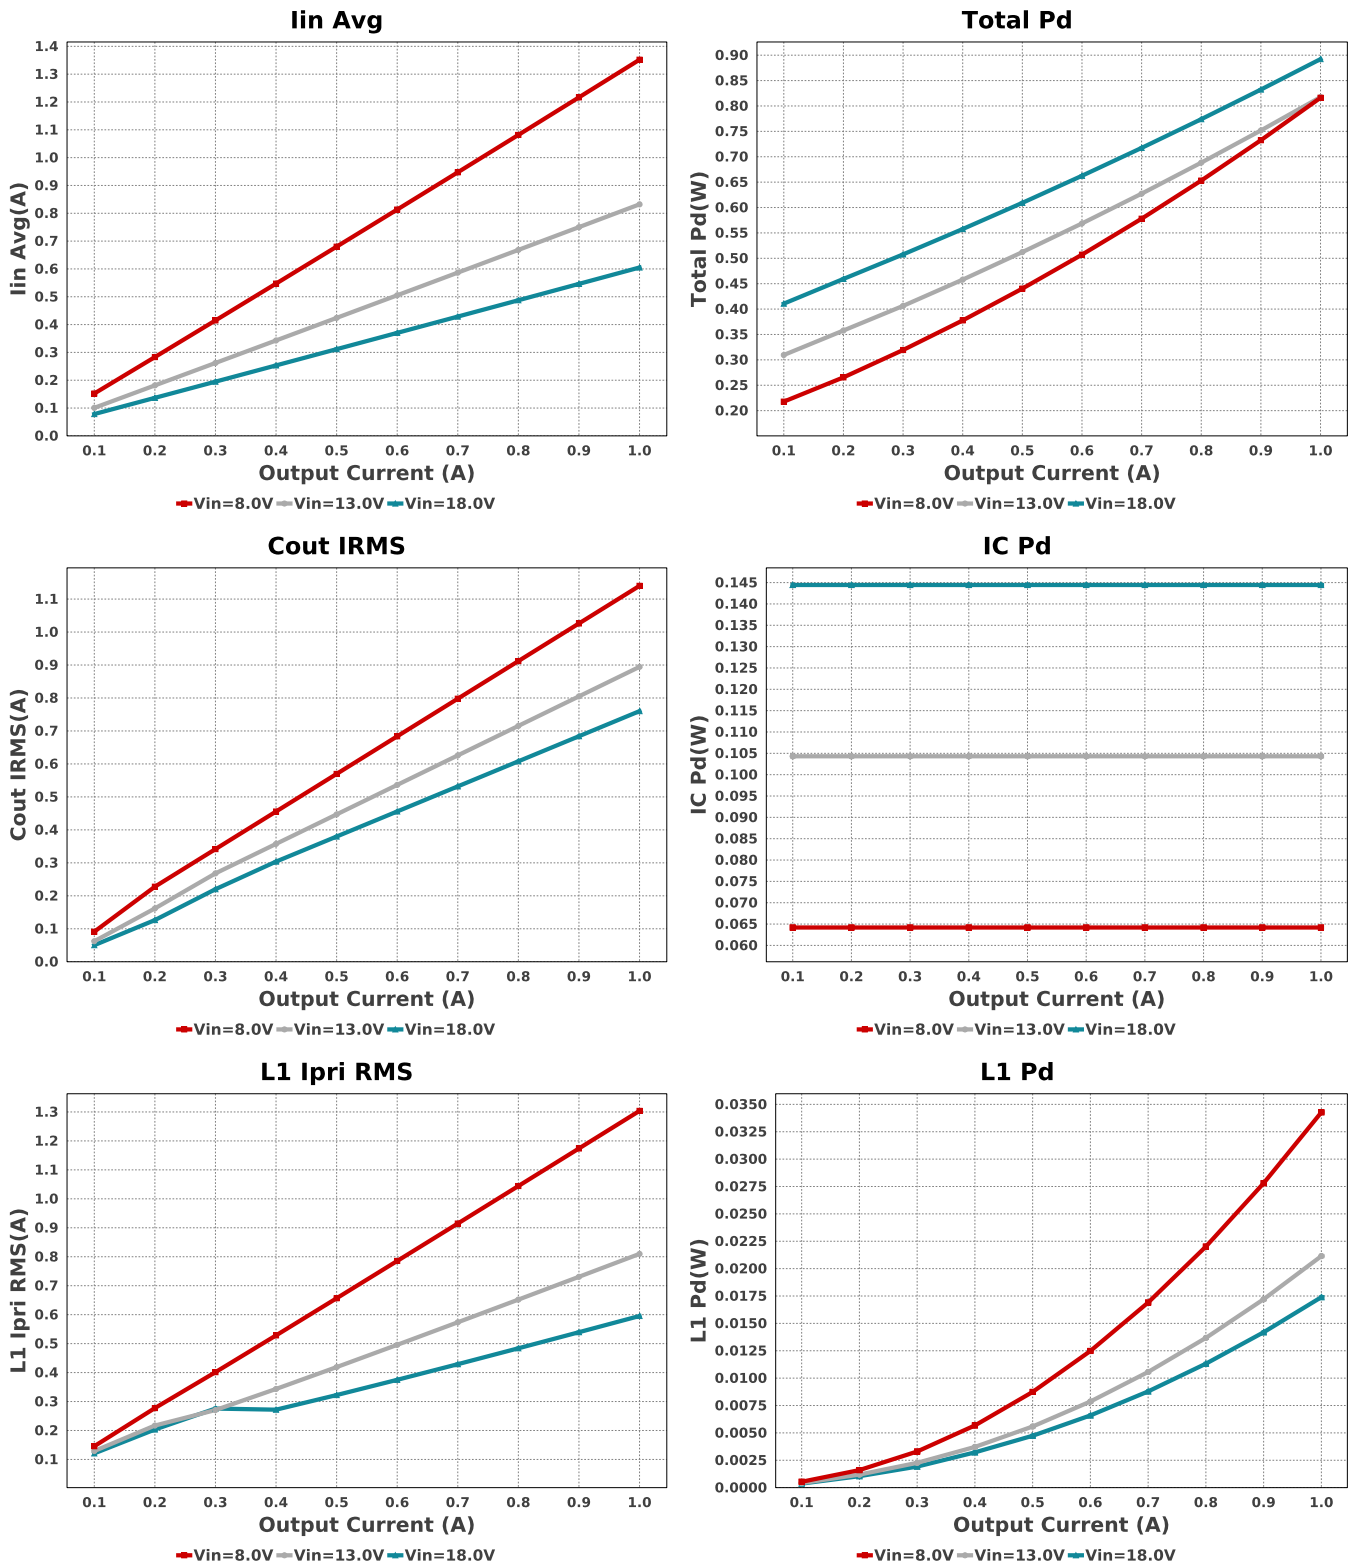 Iin Avg
1.4
1.3
1.2
1.1
1.0
0.9
0.8
0.7
0.6
0.5
0.4
0.3
0.2
0.1
0.0
Iin Avg(A)
0.1 0.2 0.3 0.4 0.5 0.6 0.7 0.8 0.9 1.0
Output Current (A)
Vin=8.0V Vin=13.0V Vin=18.0V
Total Pd
0.90
0.85
0.80
0.75
0.70
0.65
0.60
0.55
0.50
0.45
0.40
0.35
0.30
0.25
0.20
Total Pd(W)
0.1 0.2 0.3 0.4 0.5 0.6 0.7 0.8 0.9 1.0
Output Current (A)
Vin=8.0V Vin=13.0V Vin=18.0V
Cout IRMS
1.1
1.0
0.9
0.8
0.7
0.6
0.5
0.4
0.3
0.2
0.1
0.0
Cout IRMS(A)
0.1 0.2 0.3 0.4 0.5 0.6 0.7 0.8 0.9 1.0
Output Current (A)
Vin=8.0V Vin=13.0V Vin=18.0V
IC Pd
0.145
0.140
0.135
0.130
0.125
0.120
0.115
0.110
0.105
0.100
0.095
0.090
0.085
0.080
0.075
0.070
0.065
0.060
IC Pd(W)
0.1 0.2 0.3 0.4 0.5 0.6 0.7 0.8 0.9 1.0
Output Current (A)
Vin=8.0V Vin=13.0V Vin=18.0V
L1 Ipri RMS
1.3
1.2
1.1
1.0
0.9
0.8
0.7
0.6
0.5
0.4
0.3
0.2
0.1
L1 Ipri RMS(A)
0.1 0.2 0.3 0.4 0.5 0.6 0.7 0.8 0.9 1.0
Output Current (A)
Vin=8.0V Vin=13.0V Vin=18.0V
L1 Pd
0.0350
0.0325
0.0300
0.0275
0.0250
0.0225
0.0200
0.0175
0.0150
0.0125
0.0100
0.0075
0.0050
0.0025
0.0000
L1 Pd(W)
0.1 0.2 0.3 0.4 0.5 0.6 0.7 0.8 0.9 1.0
Output Current (A)
Vin=8.0V Vin=13.0V Vin=18.0V